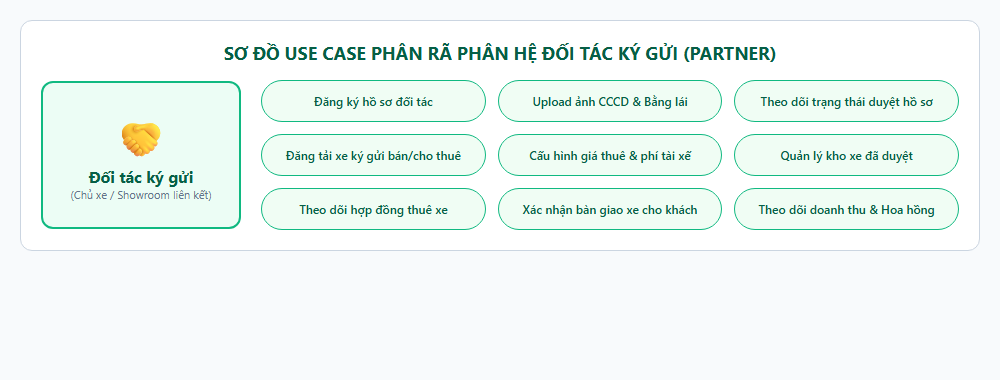 SƠ ĐỒ USE CASE PHÂN RÃ PHÂN HỆ ĐỐI TÁC KÝ GỬI (PARTNER)
Đối tác ký gửi
(Chủ xe / Showroom liên kết)
Đăng ký hồ sơ đối tác
Upload ảnh CCCD & Bằng lái
Theo dõi trạng thái duyệt hồ sơ
Đăng tải xe ký gửi bán/cho thuê
Cấu hình giá thuê & phí tài xế
Quản lý kho xe đã duyệt
Theo dõi hợp đồng thuê xe
Xác nhận bàn giao xe cho khách
Theo dõi doanh thu & Hoa hồng